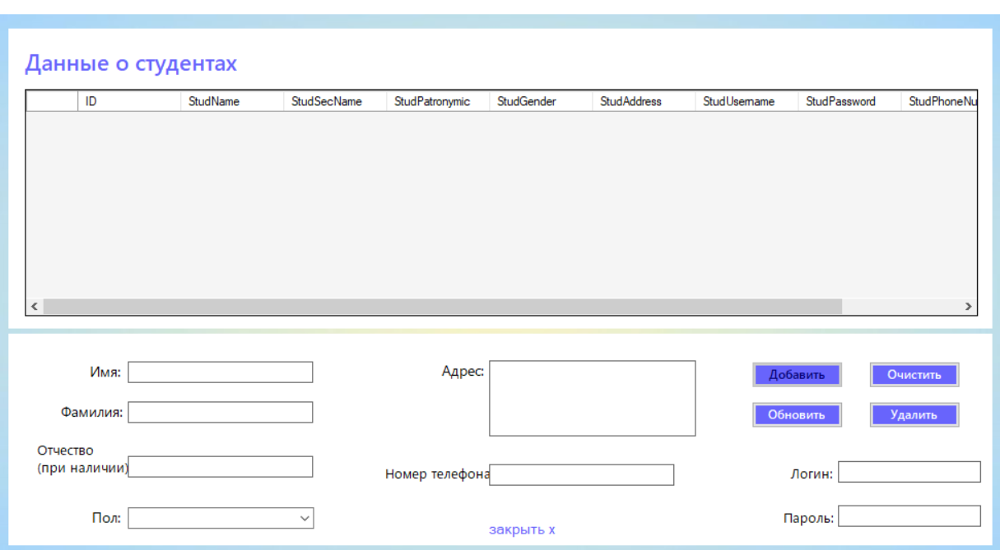 Данные о студентах
ID StudName StudSecName StudPatronymic StudGender StudAddress StudUsername StudPassword StudPhoneNu
Имя: Адрес: Добавить Очистить
Фамилия: Обновить Удалить
Отчество
(при наличии)
Номер телефона Логин:
Пол: Пароль:
закрыть x